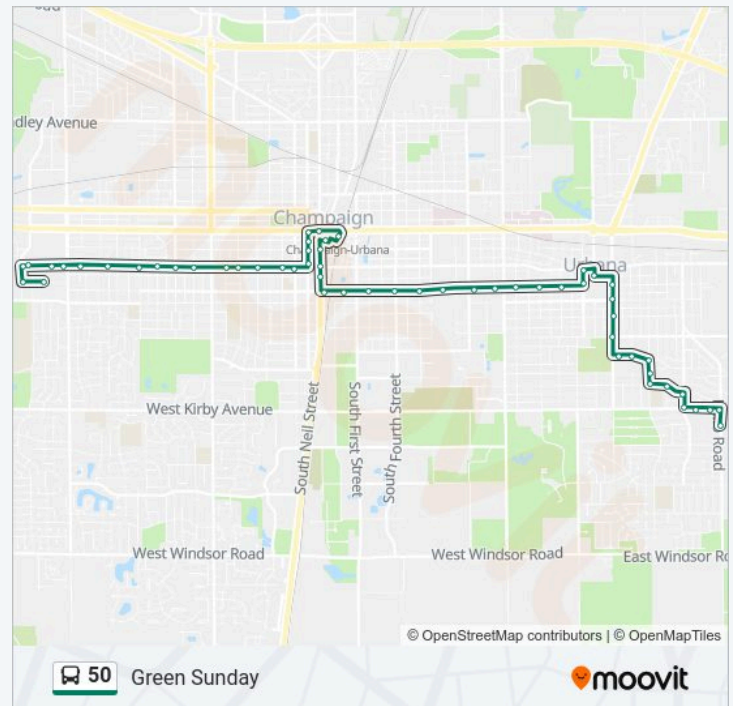 oad
dley Avenue
Champaign
Champaign-Urbana
Urbana
West Kirby Avenue
South Neil Street
South First Street
South Fourth Street
Road
West Windsor Road
West Windsor Road
East Windsor Ro
© OpenStreetMap contributors | © OpenMapTiles
50 Green Sunday
moovit